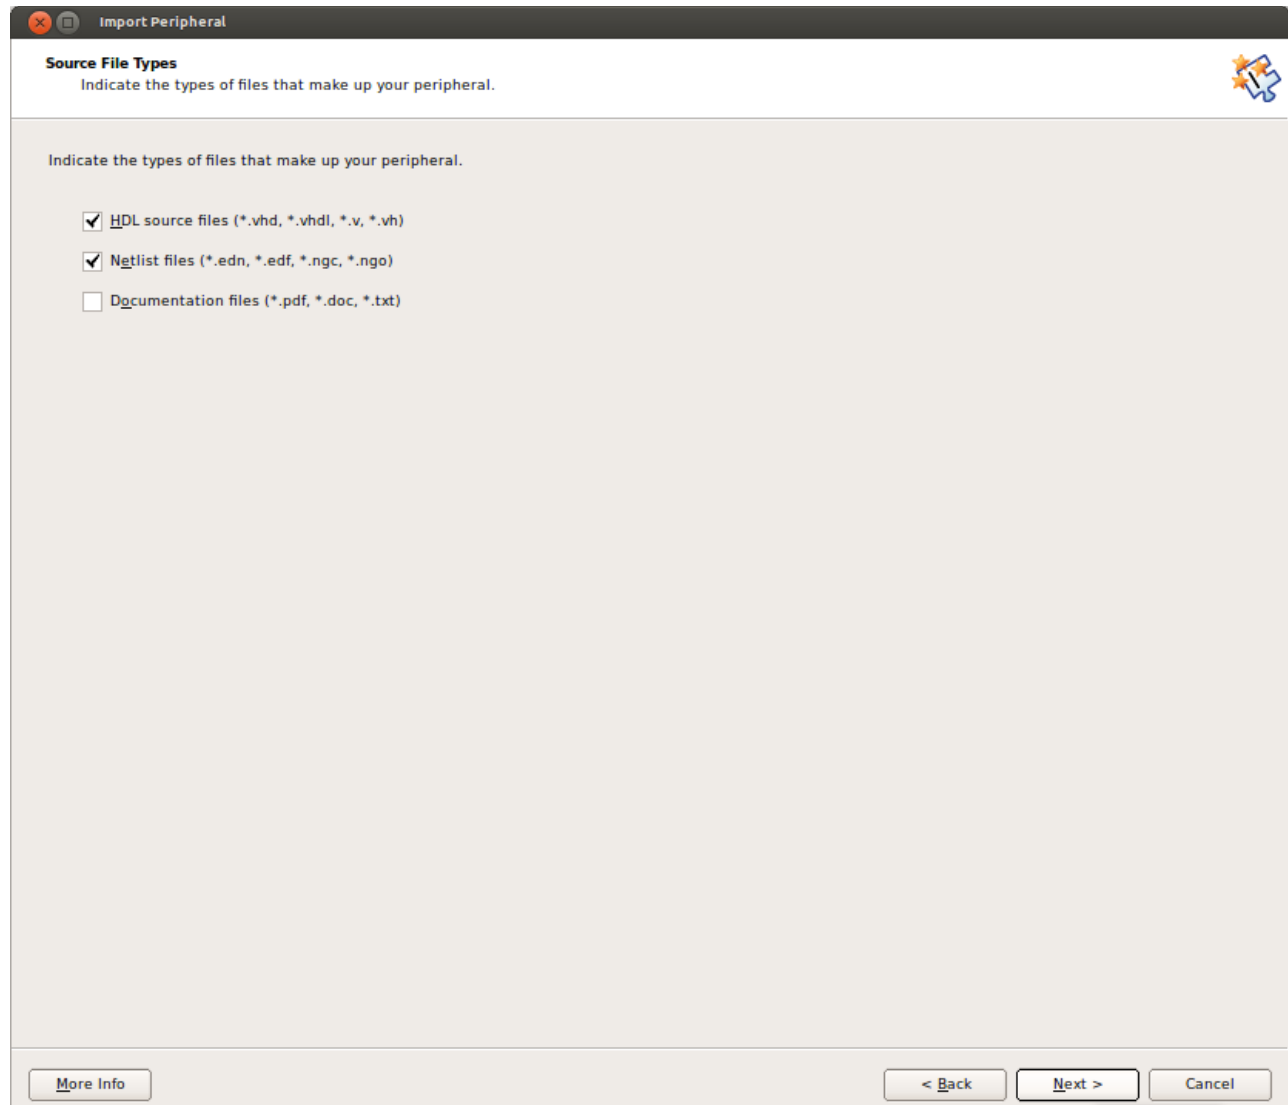 Import Peripheral
Source File Types
Indicate the types of files that make up your peripheral.
Indicate the types of files that make up your peripheral.
HDL source files (*.vhd, *.vhdl, *.v, *.vh)
Netlist files (*.edn, *.edf, *.ngc, *.ngo)
Documentation files (*.pdf, *.doc, *.txt)
More Info
< Back
Next >
Cancel